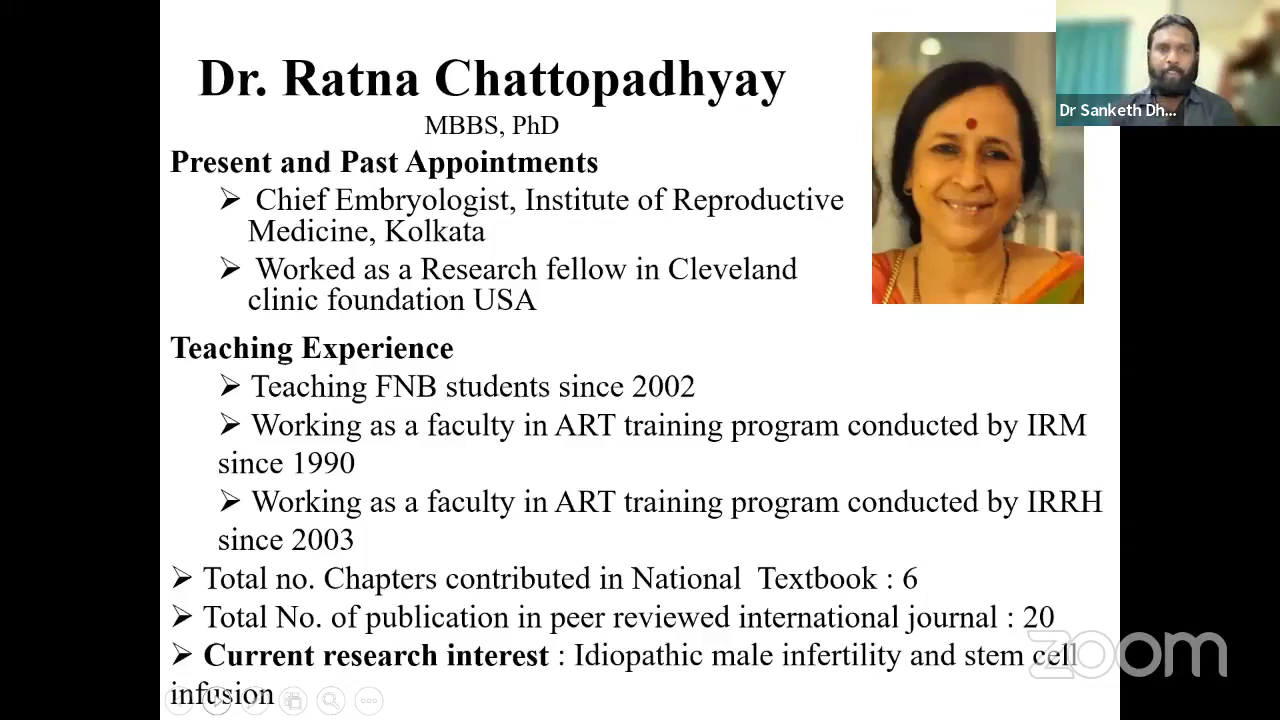 Dr. Ratna Chattopadhyay
MBBS, PhD
Present and Past Appointments
➢ Chief Embryologist, Institute of Reproductive
Medicine, Kolkata
➢ Worked as a Research fellow in Cleveland
clinic foundation USA
Teaching Experience
➢ Teaching FNB students since 2002
➢ Working as a faculty in ART training program conducted by IRM
since 1990
➢ Working as a faculty in ART training program conducted by IRRH
since 2003
➢ Total no. Chapters contributed in National Textbook : 6
➢ Total No. of publication in peer reviewed international journal : 20
➢ Current research interest : Idiopathic male infertility and stem cell
infusion
Dr Sanketh Dh...
zoom